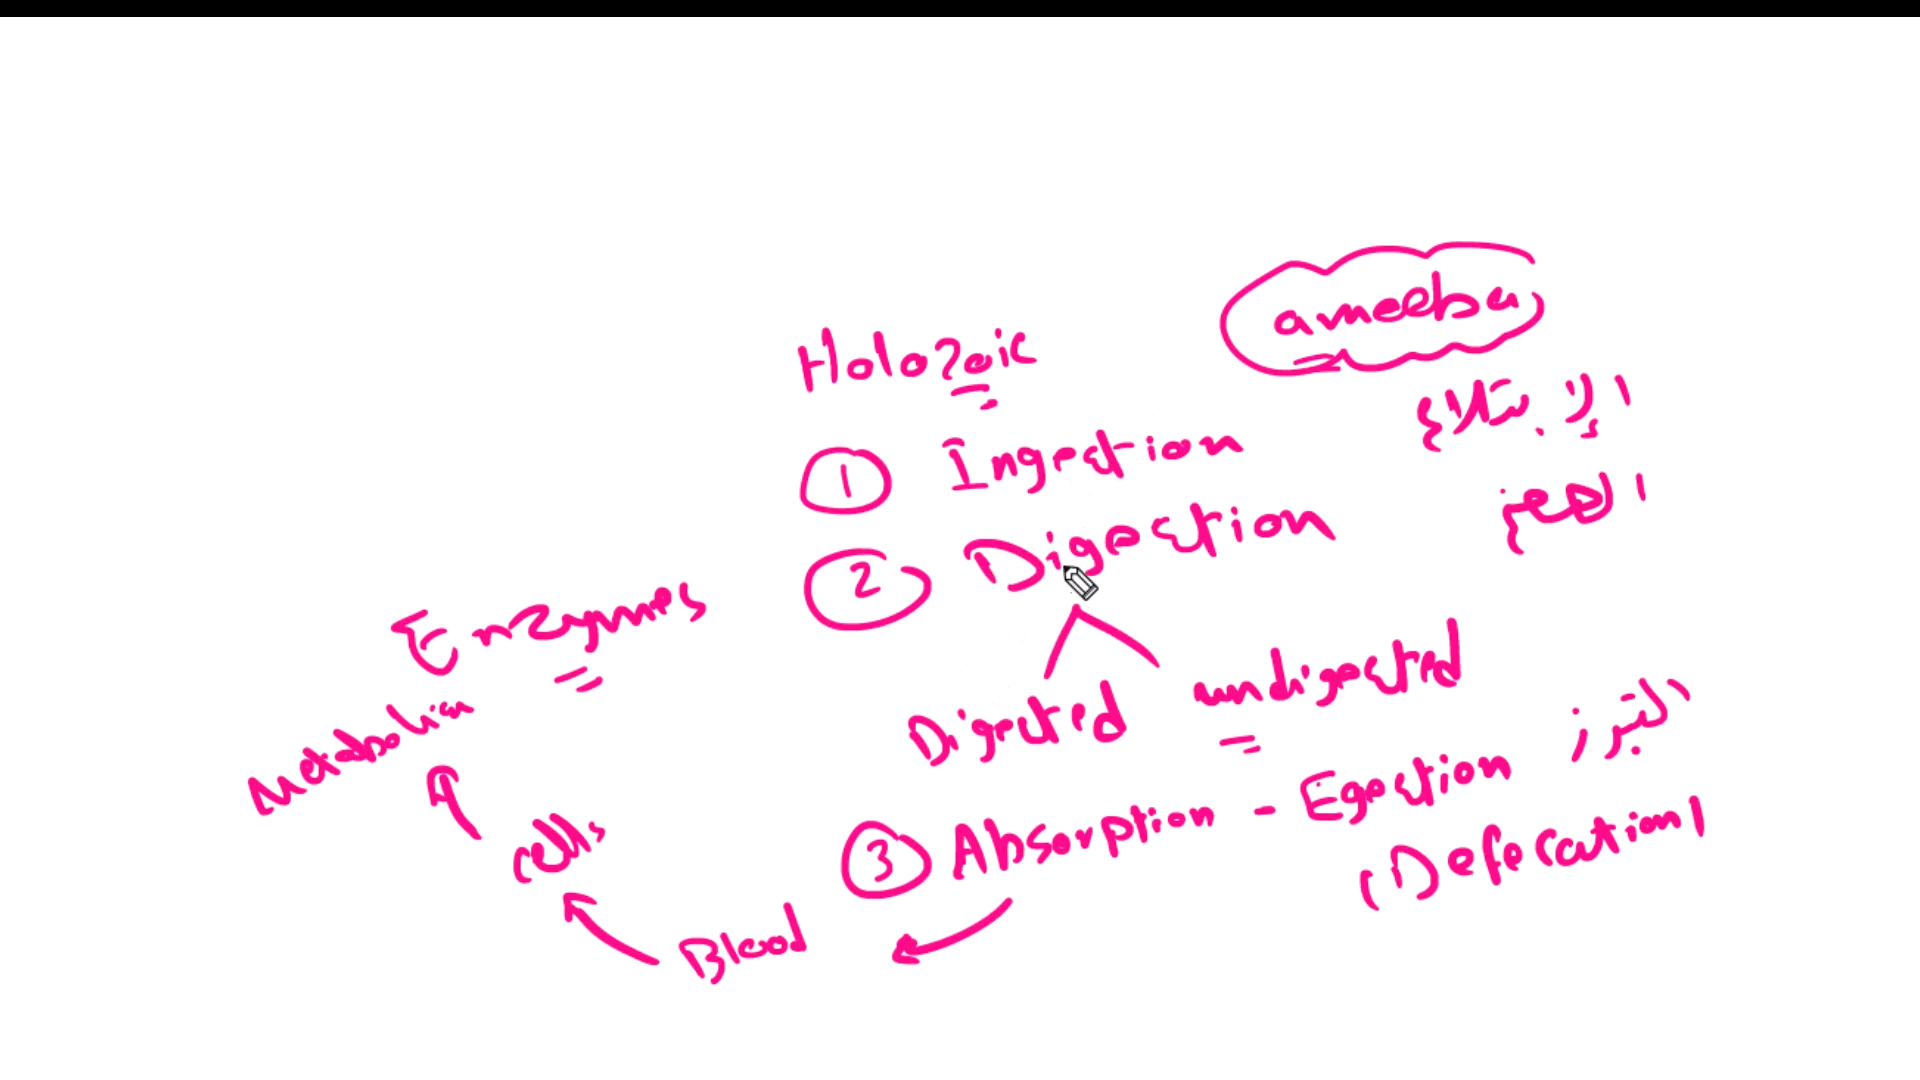 ameeba
Holozoic
الإبتلاع
1 Ingestion
الهضم
2 Digestion
Enzymes
Digested undigested
Metabolism
التبرز
3 Absorption - Egestion
(Defecation)
cells
Blood